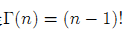 Γ(n) = (n − 1)!